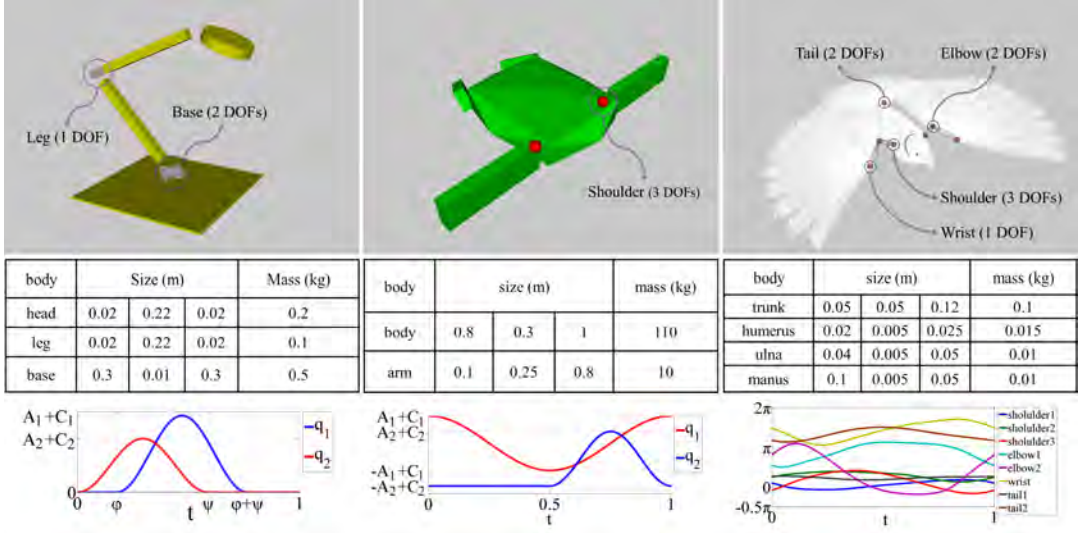 Leg (1 DOF)
Base (2 DOFs)
Shoulder (3 DOFs)
Tail (2 DOFs)
Elbow (2 DOFs)
Shoulder (3 DOFs)
Wrist (1 DOF)
body Size (m) Mass (kg)
head 0.02 0.22 0.02 0.2
leg 0.02 0.22 0.02 0.1
base 0.3 0.01 0.3 0.5
body size (m) mass (kg)
body 0.8 0.3 1 110
arm 0.1 0.25 0.8 10
body size (m) mass (kg)
trunk 0.05 0.05 0.12 0.1
humerus 0.02 0.005 0.025 0.015
ulna 0.04 0.005 0.05 0.01
manus 0.1 0.005 0.05 0.01
A₁+C₁
A₂+C₂
0
0 φ t ψ φ+ψ 1
q₁
q₂
A₁+C₁
A₂+C₂
-A₁+C₁
-A₂+C₂
0 0.5 1
t
q₁
q₂
2π
π
0
-0.5π
0 t 1
sholulder1
sholulder2
sholulder3
elbow1
elbow2
wrist
tail1
tail2